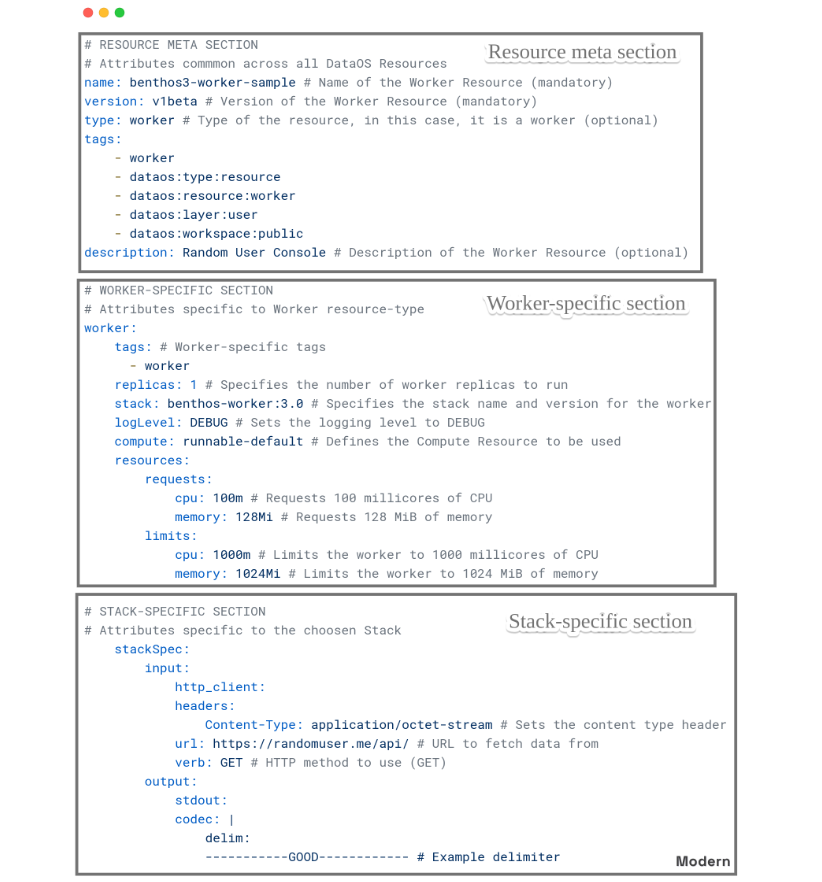 # RESOURCE META SECTION
Resource meta section
# Attributes commmon across all DataOS Resources
name: benthos3-worker-sample # Name of the Worker Resource (mandatory)
version: v1beta # Version of the Worker Resource (mandatory)
type: worker # Type of the resource, in this case, it is a worker (optional)
tags:
    - worker
    - dataos:type:resource
    - dataos:resource:worker
    - dataos:layer:user
    - dataos:workspace:public
description: Random User Console # Description of the Worker Resource (optional)
# WORKER-SPECIFIC SECTION
Worker-specific section
# Attributes specific to Worker resource-type
worker:
    tags: # Worker-specific tags
      - worker
    replicas: 1 # Specifies the number of worker replicas to run
    stack: benthos-worker:3.0 # Specifies the stack name and version for the worker
    logLevel: DEBUG # Sets the logging level to DEBUG
    compute: runnable-default # Defines the Compute Resource to be used
    resources:
        requests:
            cpu: 100m # Requests 100 millicores of CPU
            memory: 128Mi # Requests 128 MiB of memory
        limits:
            cpu: 1000m # Limits the worker to 1000 millicores of CPU
            memory: 1024Mi # Limits the worker to 1024 MiB of memory
# STACK-SPECIFIC SECTION
Stack-specific section
# Attributes specific to the choosen Stack
    stackSpec:
        input:
            http_client:
            headers:
                Content-Type: application/octet-stream # Sets the content type header
            url: https://randomuser.me/api/ # URL to fetch data from
            verb: GET # HTTP method to use (GET)
        output:
            stdout:
            codec: |
                delim:
                -----------GOOD------------ # Example delimiter
Modern